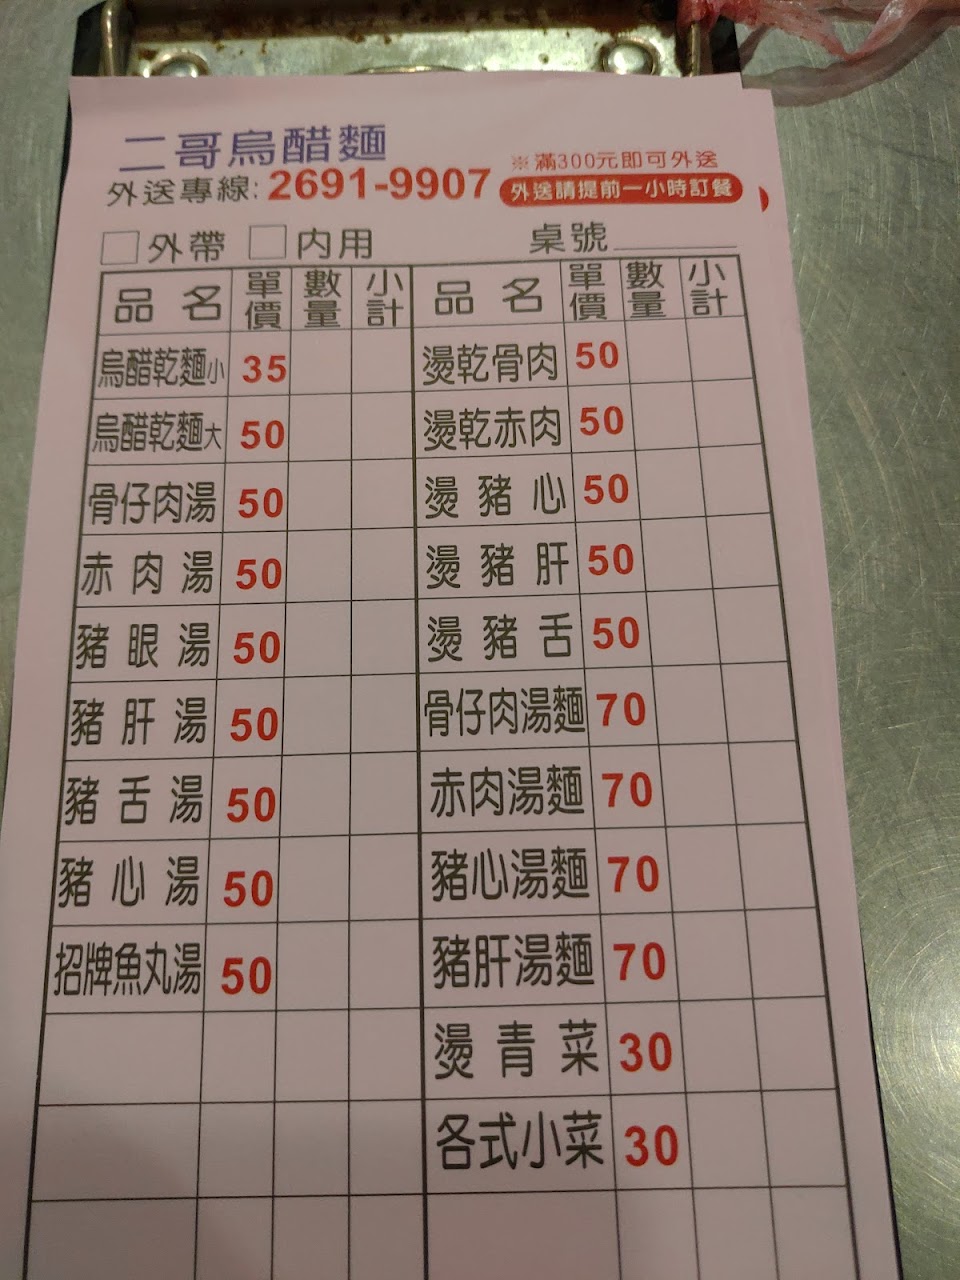 二哥烏醋麵
外送專線: 2691-9907
※滿300元即可外送
外送請提前一小時訂餐
□外帶 □內用 桌號
品名 單價 數量 小計
烏醋乾麵小 35
烏醋乾麵大 50
骨仔肉湯 50
赤肉湯 50
豬眼湯 50
豬肝湯 50
豬舌湯 50
豬心湯 50
招牌魚丸湯 50
品名 單價 數量 小計
燙乾骨肉 50
燙乾赤肉 50
燙豬心 50
燙豬肝 50
燙豬舌 50
骨仔肉湯麵 70
赤肉湯麵 70
豬心湯麵 70
豬肝湯麵 70
燙青菜 30
各式小菜 30